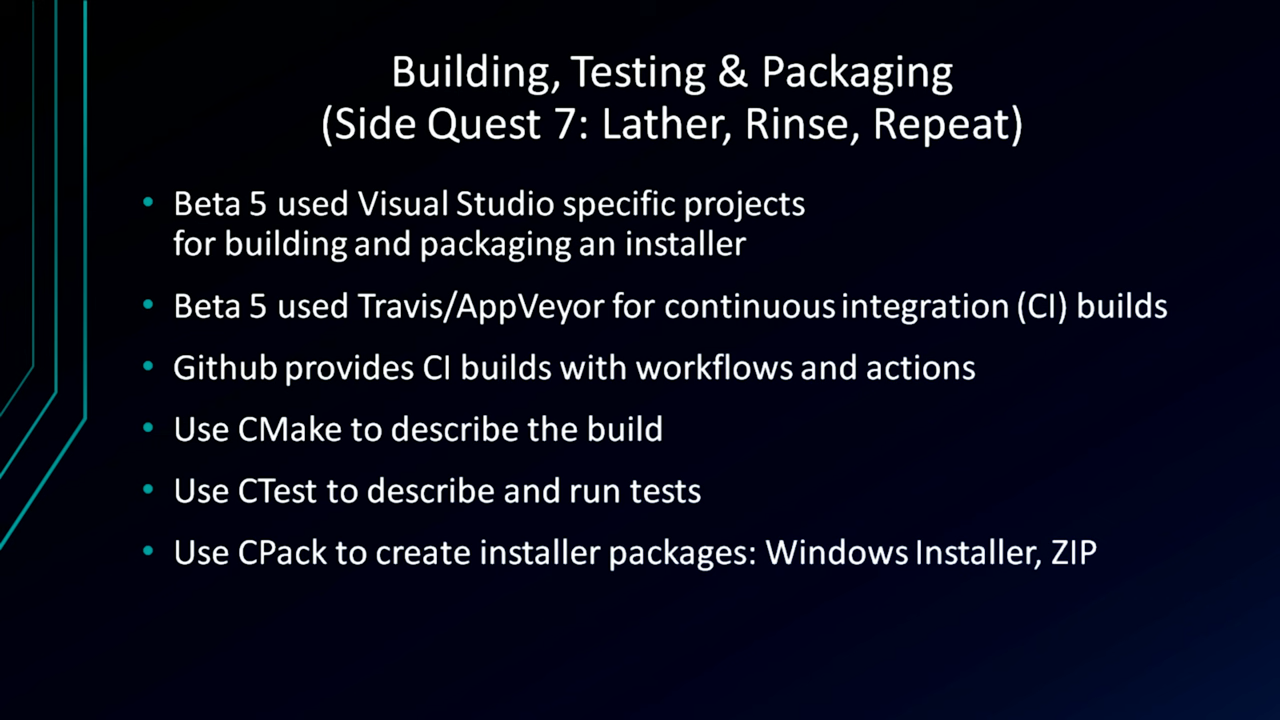 Building, Testing & Packaging
(Side Quest 7: Lather, Rinse, Repeat)
• Beta 5 used Visual Studio specific projects
for building and packaging an installer
• Beta 5 used Travis/AppVeyor for continuous integration (CI) builds
• Github provides CI builds with workflows and actions
• Use CMake to describe the build
• Use CTest to describe and run tests
• Use CPack to create installer packages: Windows Installer, ZIP